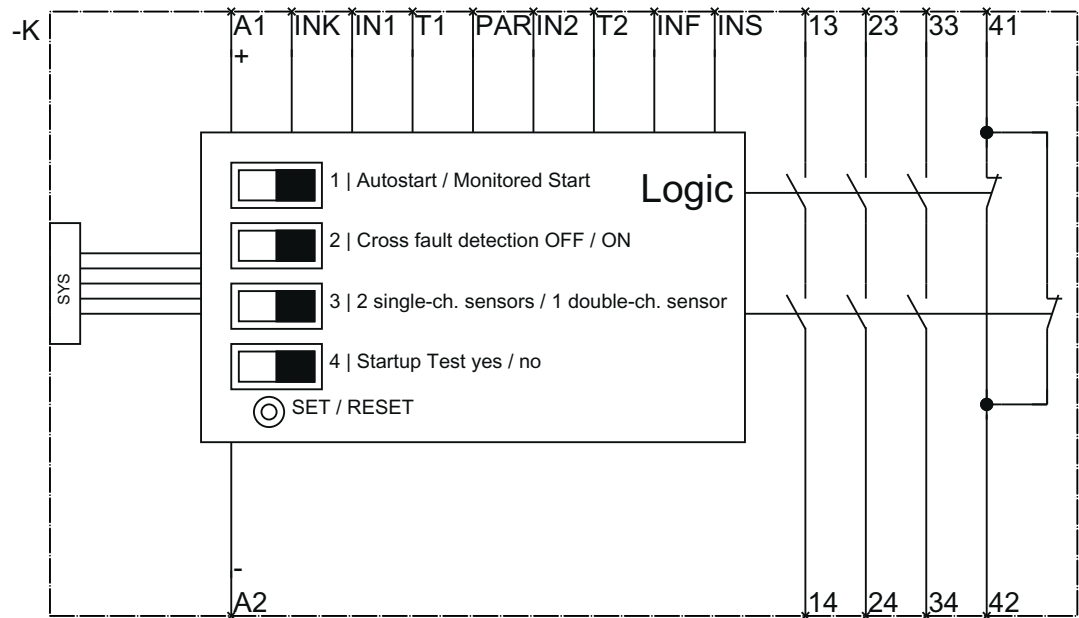 -K A1 INK IN1 T1 PAR IN2 T2 INF INS 13 23 33 41
+
1 | Autostart / Monitored Start
Logic
2 | Cross fault detection OFF / ON
SYS
3 | 2 single-ch. sensors / 1 double-ch. sensor
4 | Startup Test yes / no
SET / RESET
-
A2 14 24 34 42